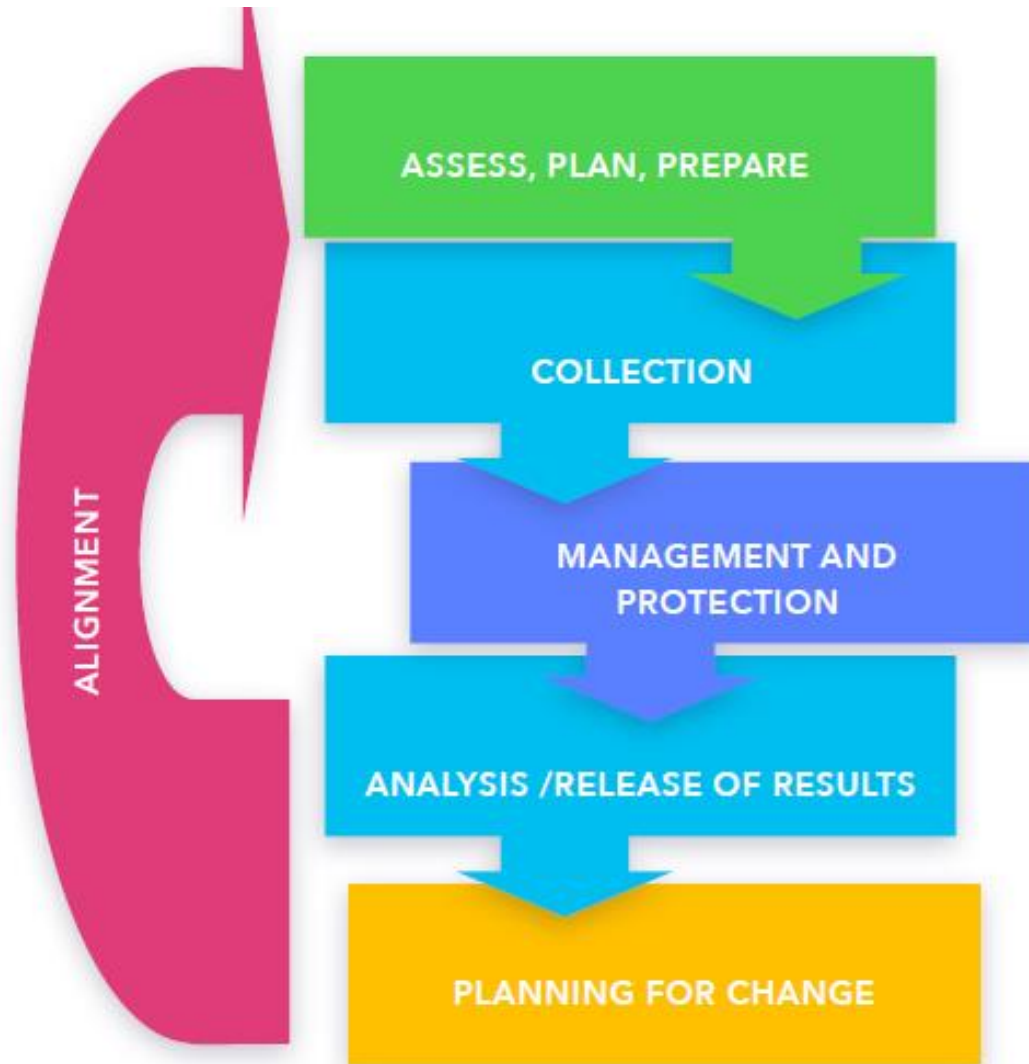 ASSESS, PLAN, PREPARE
COLLECTION
MANAGEMENT AND
PROTECTION
ANALYSIS /RELEASE OF RESULTS
PLANNING FOR CHANGE
ALIGNMENT